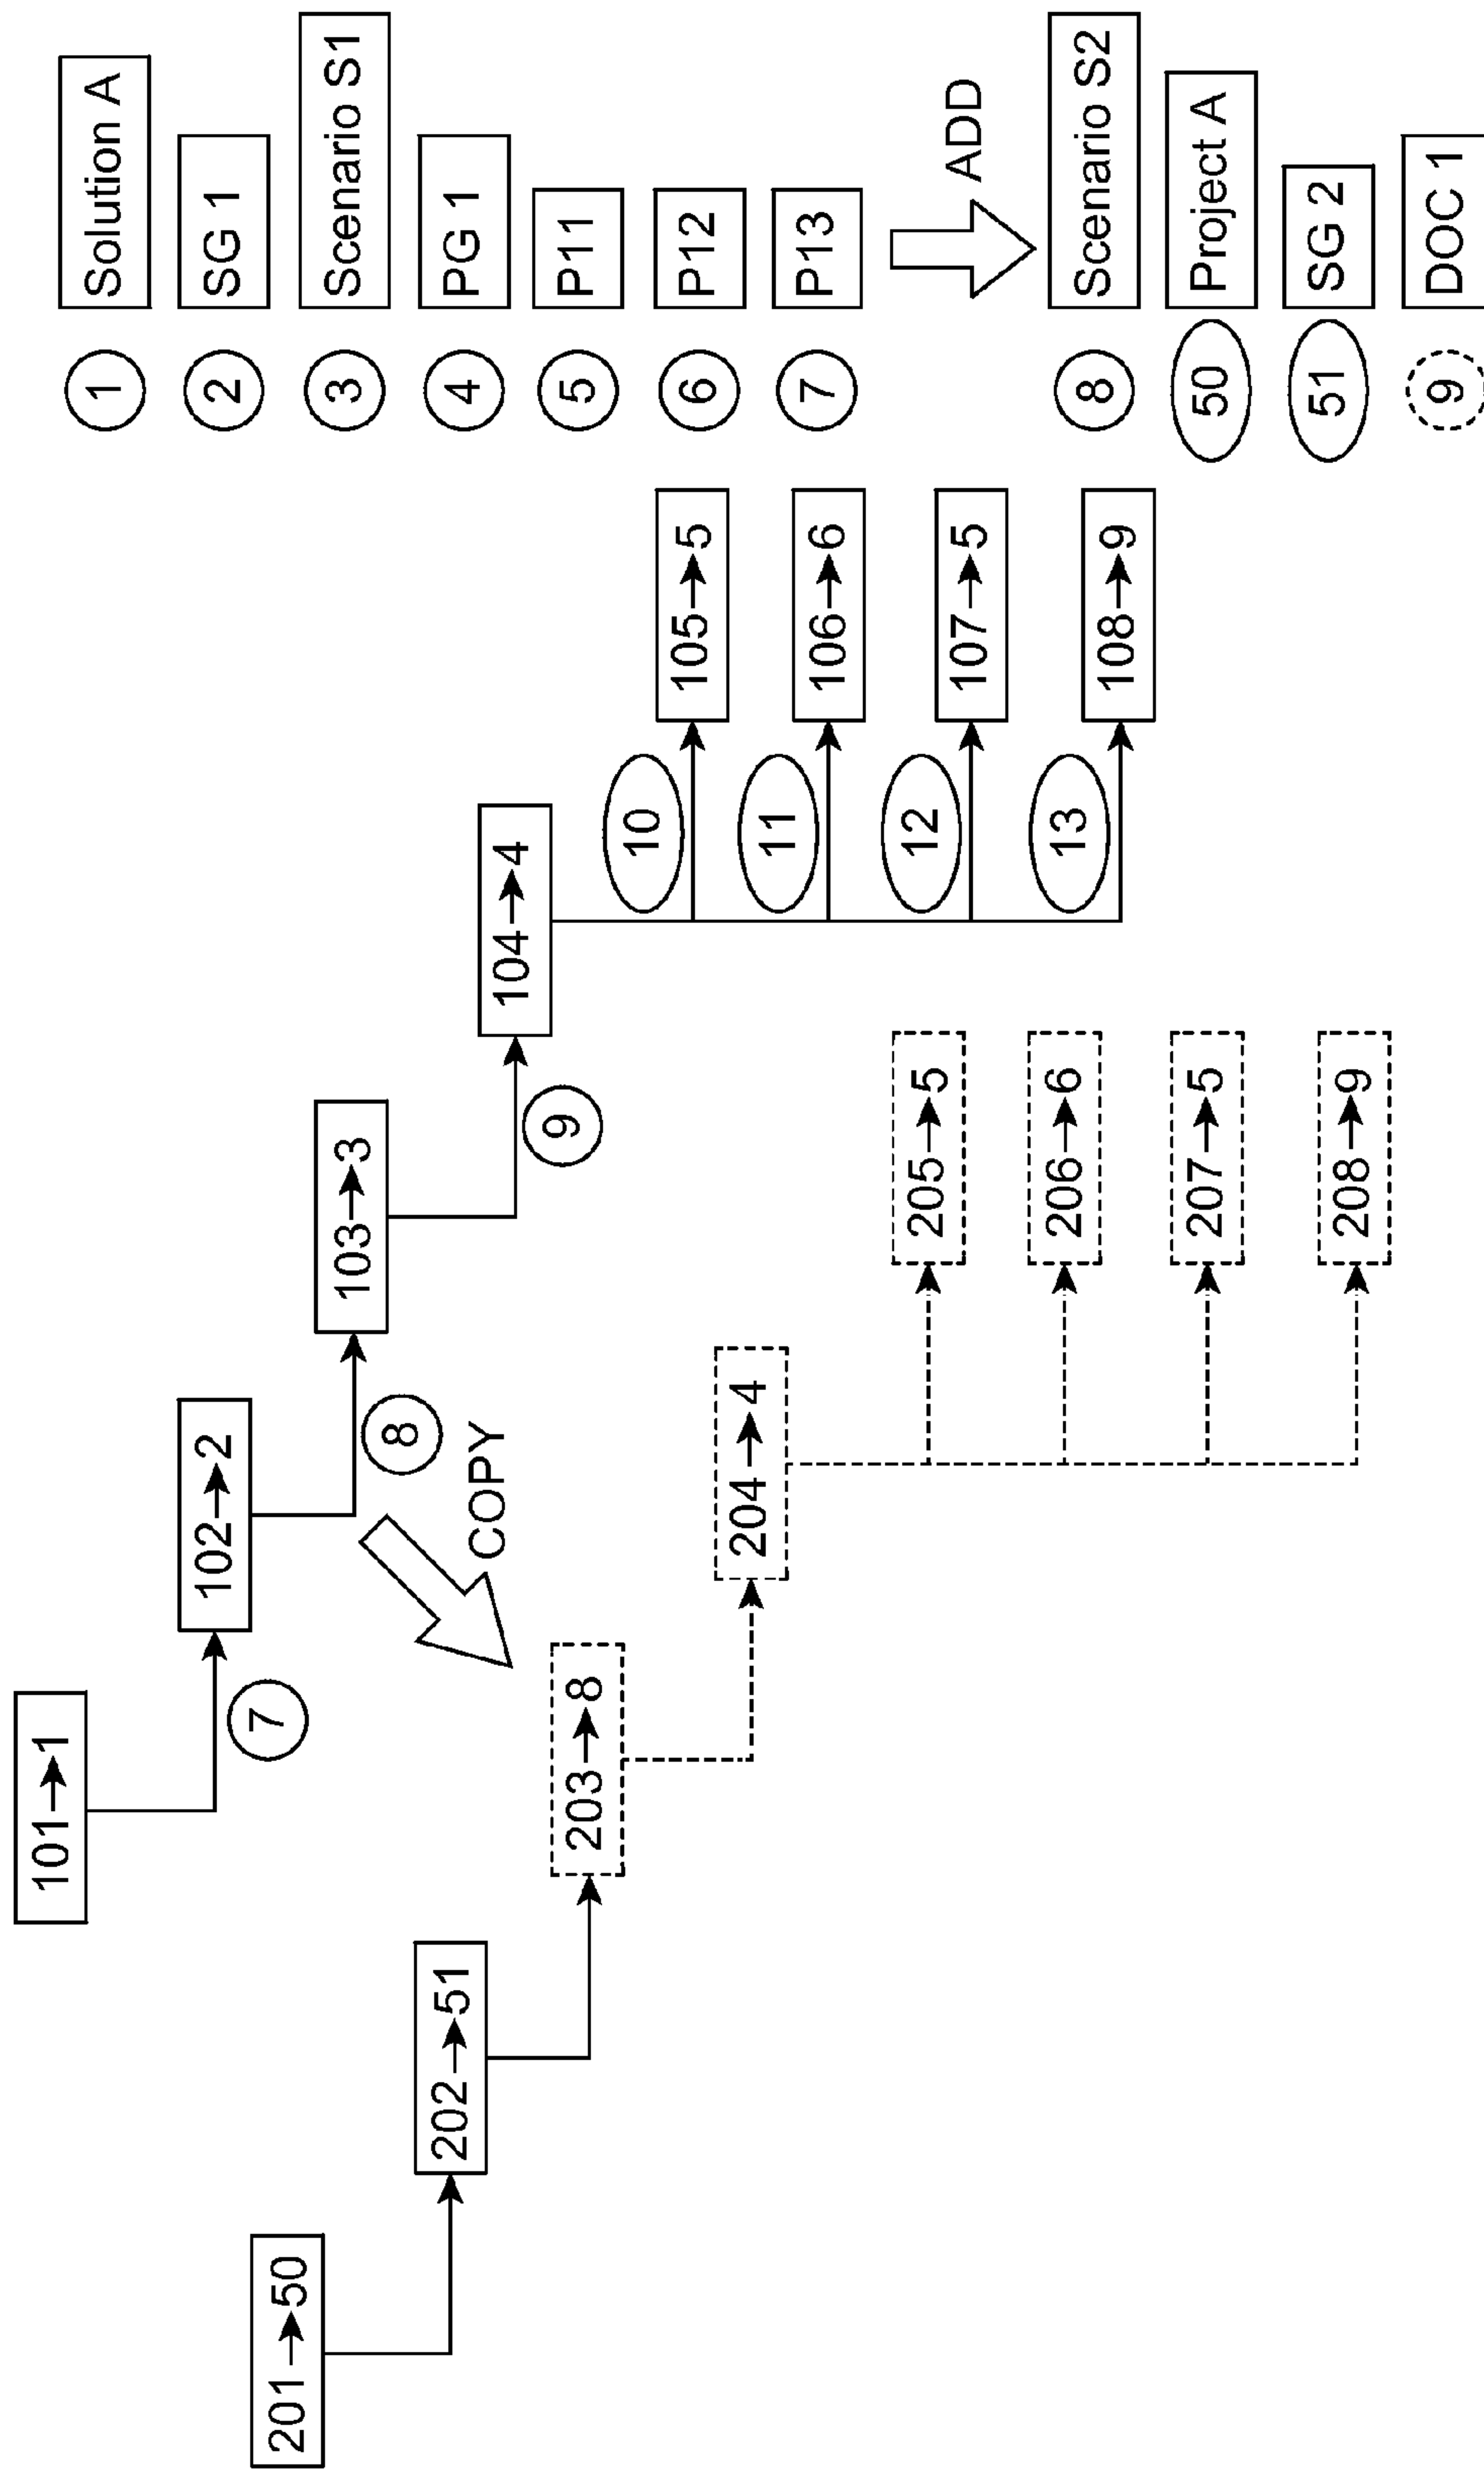 101→1
7
102→2
8
103→3
9
104→4
10
105→5
11
106→6
12
107→5
13
108→9
COPY
201→50
202→51
203→8
204→4
205→5
206→6
207→5
208→9
1
Solution A
2
SG 1
3
Scenario S1
4
PG 1
5
P11
6
P12
7
P13
ADD
8
Scenario S2
50
Project A
51
SG 2
9
DOC 1